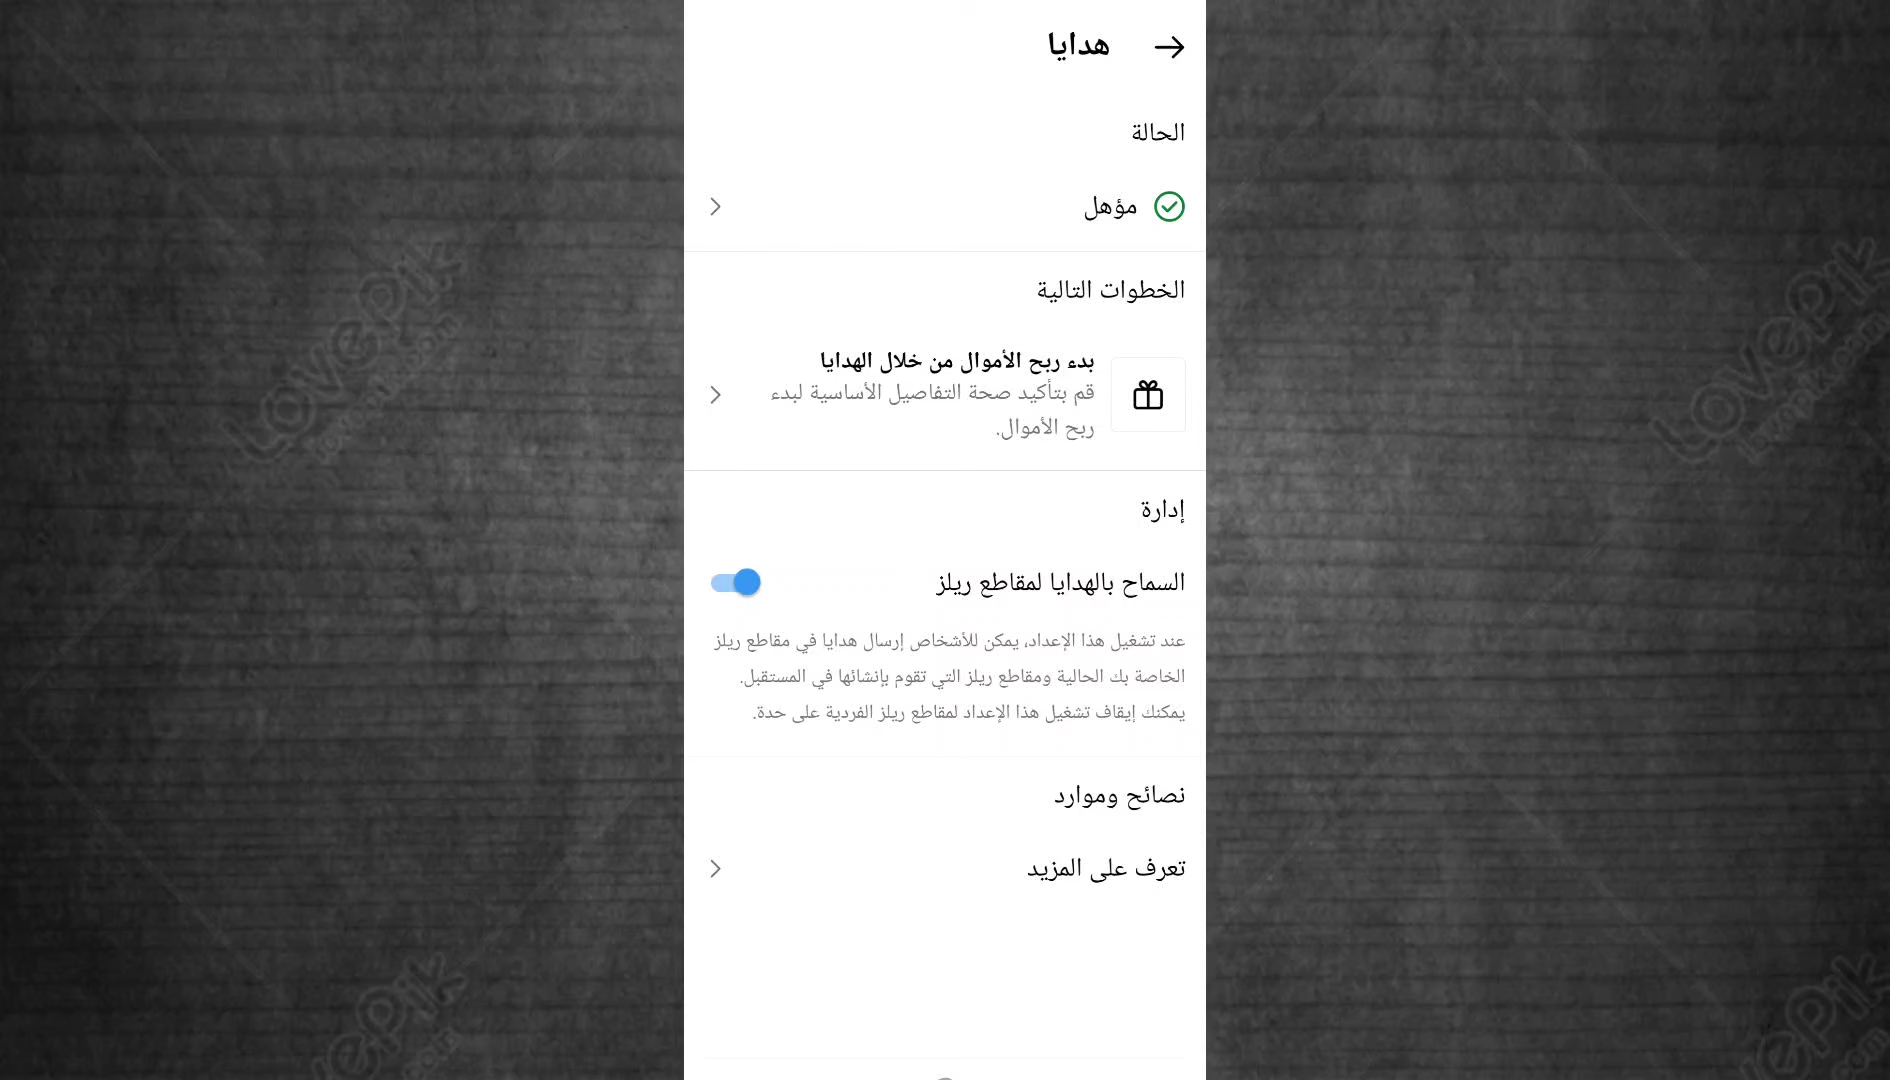 هدايا
الحالة
مؤهل
الخطوات التالية
بدء ربح الأموال من خلال الهدايا
قم بتأكيد صحة التفاصيل الأساسية لبدء
ربح الأموال.
إدارة
السماح بالهدايا لمقاطع ريلز
عند تشغيل هذا الإعداد، يمكن للأشخاص إرسال هدايا في مقاطع ريلز
الخاصة بك الحالية ومقاطع ريلز التي تقوم بإنشائها في المستقبل.
يمكنك إيقاف تشغيل هذا الإعداد لمقاطع ريلز الفردية على حدة.
نصائح وموارد
تعرف على المزيد
Lovepik
Lovepik
Lovepik